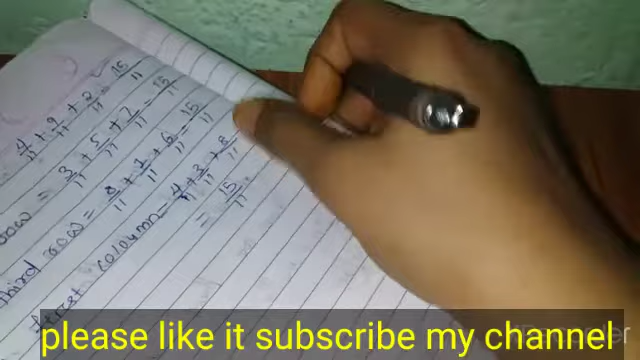 4/11 + 9/11 + 2/11 = 15/11
row = 3/11 + 5/11 + 7/11 = 15/11
Third row = 8/11 + 1/11 + 6/11 = 15/11
First coloumn = 4/11 + 3/11 + 8/11
= 15/11
please like it subscribe my channel